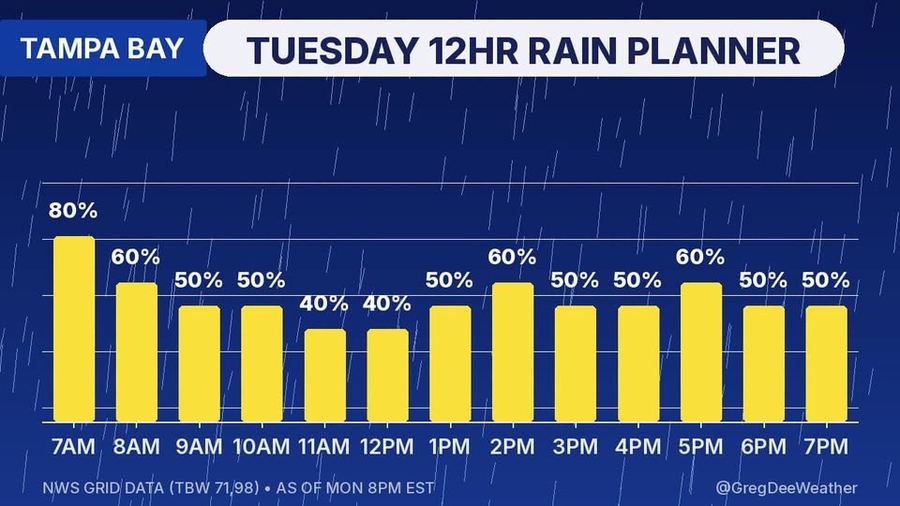 TAMPA BAY
TUESDAY 12HR RAIN PLANNER
80% 60% 50% 50% 40% 40% 50% 60% 50% 50% 60% 50% 50%
7AM 8AM 9AM 10AM 11AM 12PM 1PM 2PM 3PM 4PM 5PM 6PM 7PM
NWS GRID DATA (TBW 71,98) • AS OF MON 8PM EST
@GregDeeWeather